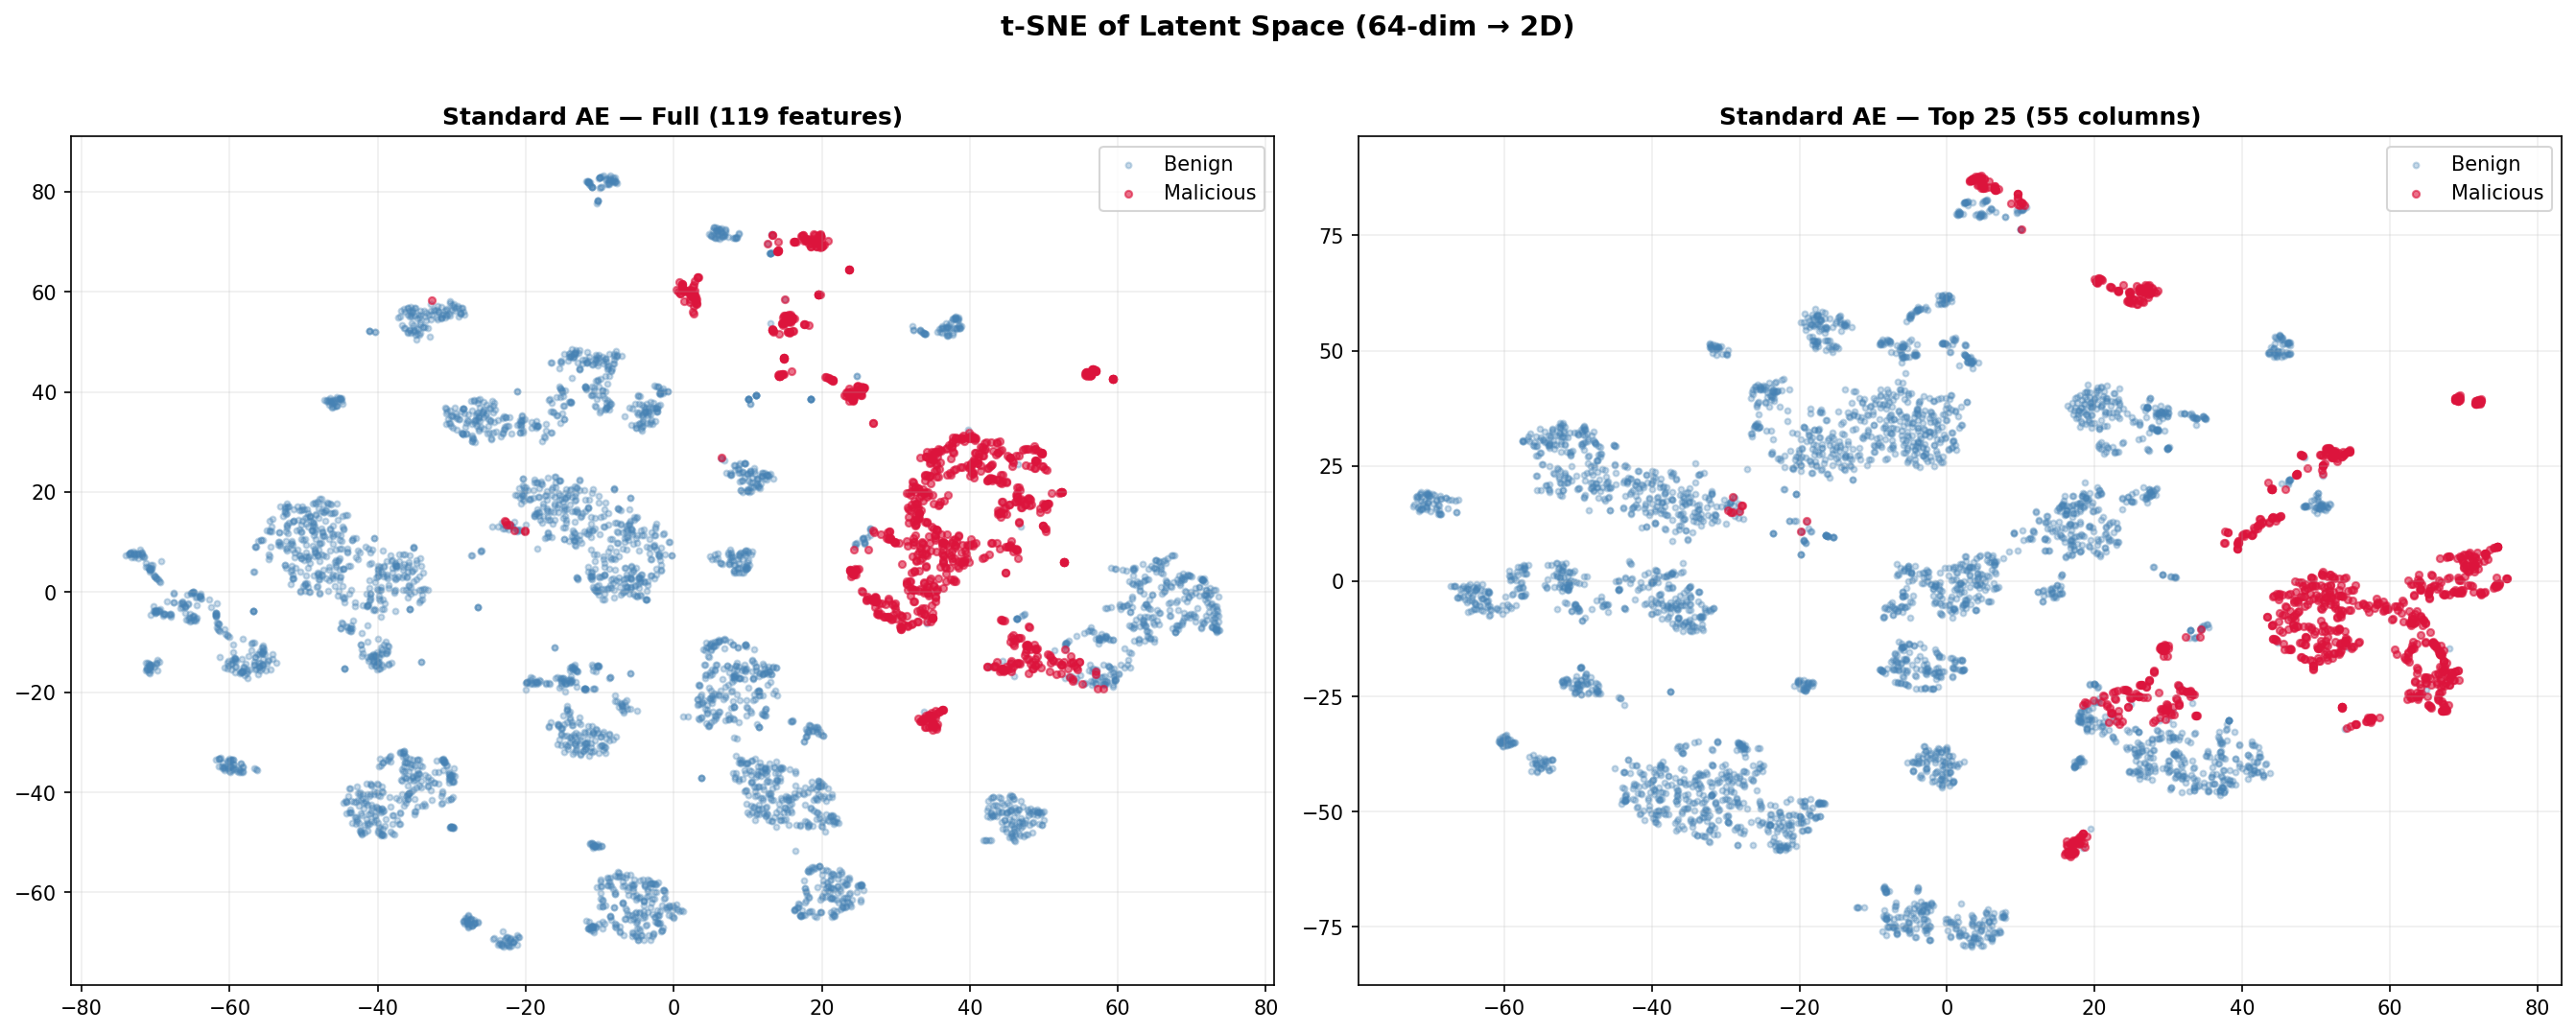 t-SNE of Latent Space (64-dim → 2D)
Standard AE — Full (119 features)
Benign
Malicious
80
60
40
20
0
−20
−40
−60
−80 −60 −40 −20 0 20 40 60 80
Standard AE — Top 25 (55 columns)
Benign
Malicious
75
50
25
0
−25
−50
−75
−60 −40 −20 0 20 40 60 80